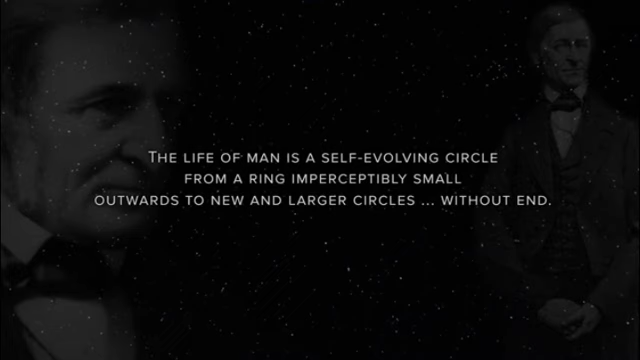 The life of man is a self-evolving circle
from a ring imperceptibly small
outwards to new and larger circles ... without end.